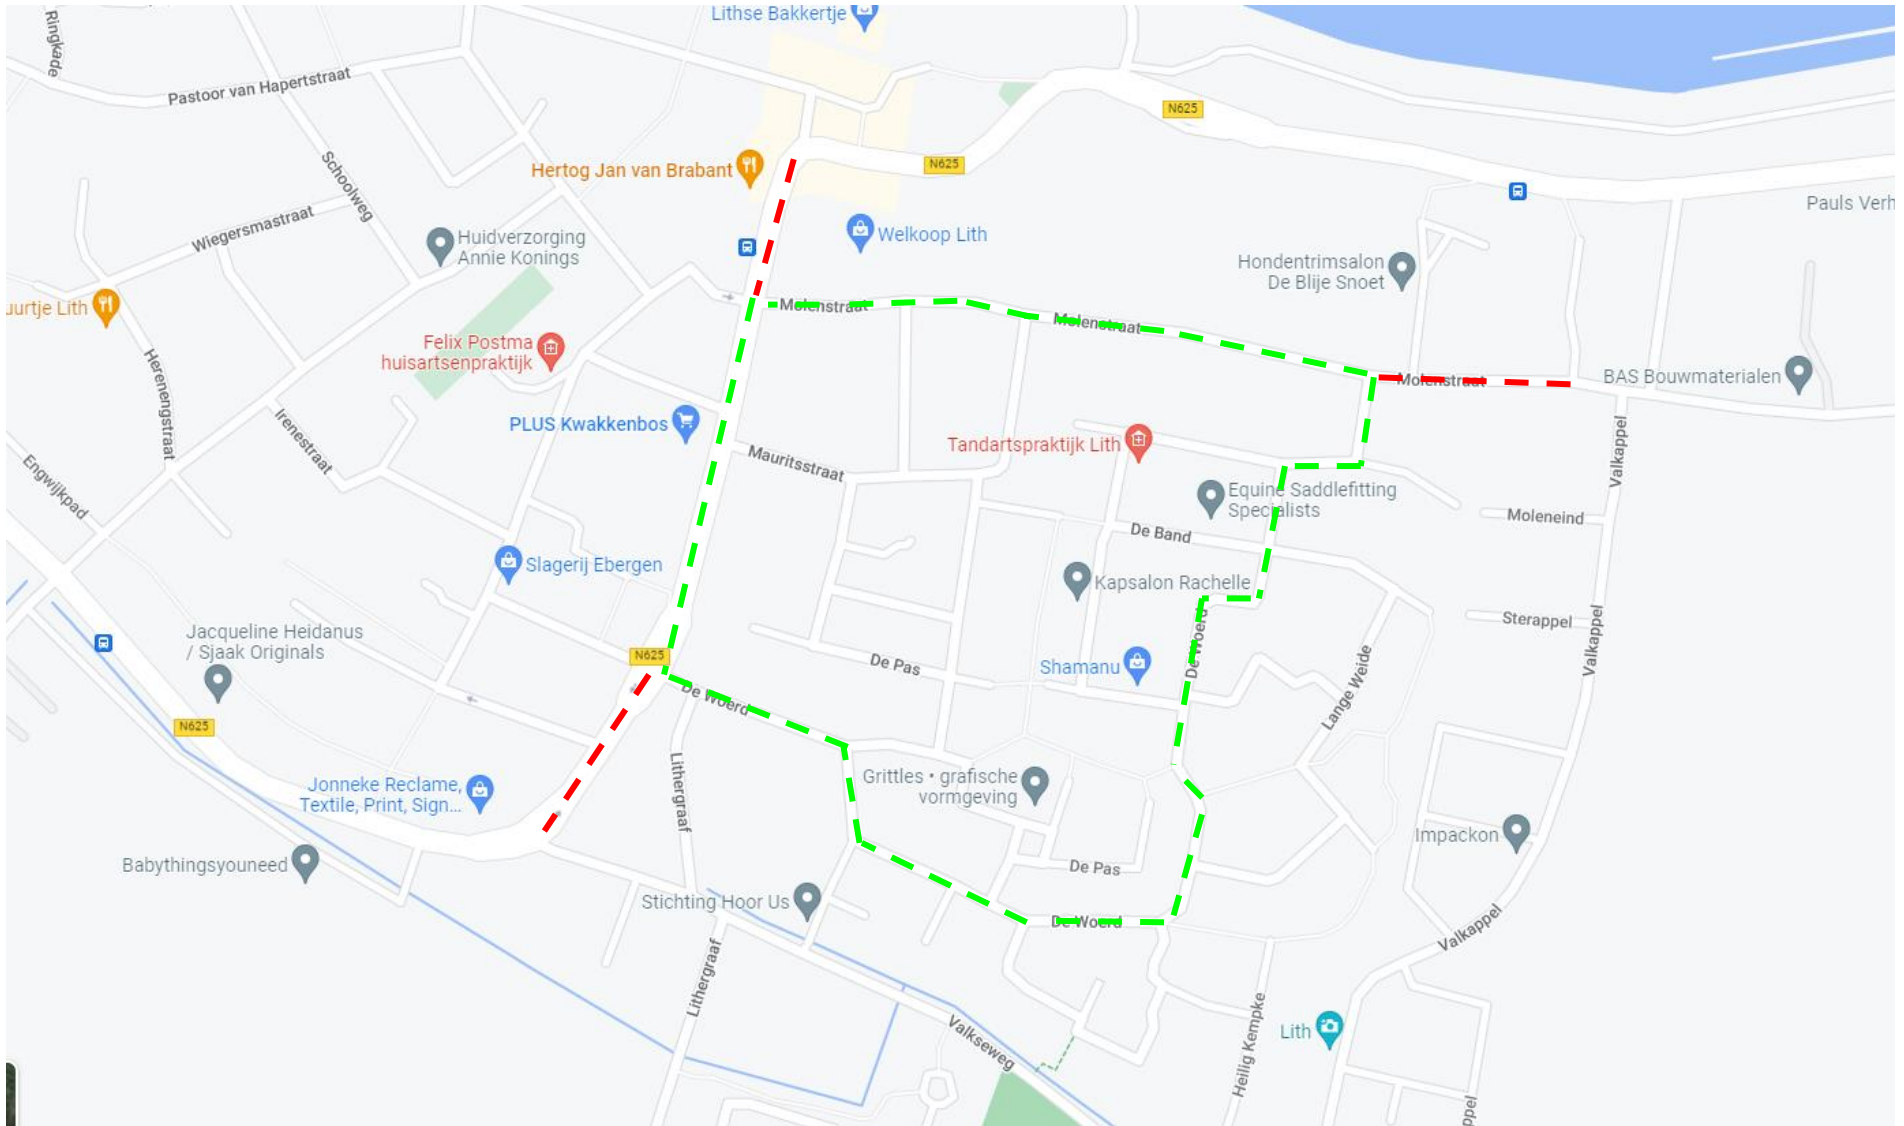 Ringkade
Lithse Bakkertje
Pastoor van Hapertstraat
N625
Schoolweg
Hertog Jan van Brabant
N625
Pauls Verh
Wiegersmastraat
Huidverzorging
Annie Konings
Welkoop Lith
Hondentrimsalon
De Blije Snoet
uurtje Lith
Molenstraat
Molenstraat
Felix Postma
huisartsenpraktijk
Herenengstraat
Molenstraat
BAS Bouwmaterialen
Irenestraat
PLUS Kwakkenbos
Mauritsstraat
Tandartspraktijk Lith
Valkappel
Engwijkpad
Equine Saddlefitting
Specialists
Moleneind
De Band
Slagerij Ebergen
Kapsalon Rachelle
Jacqueline Heidanus
/ Sjaak Originals
N625
De Pas
Shamanu
De Woerd
Sterappel
Valkappel
Lange Weide
De Woerd
N625
Lithergraaf
Jonneke Reclame,
Textile, Print, Sign...
Grittles • grafische
vormgeving
Impackon
Babythingsyouneed
De Pas
Stichting Hoor Us
De Woerd
Valkappel
Lithergraaf
Valkseweg
Heilig Kempke
Lith
ppel